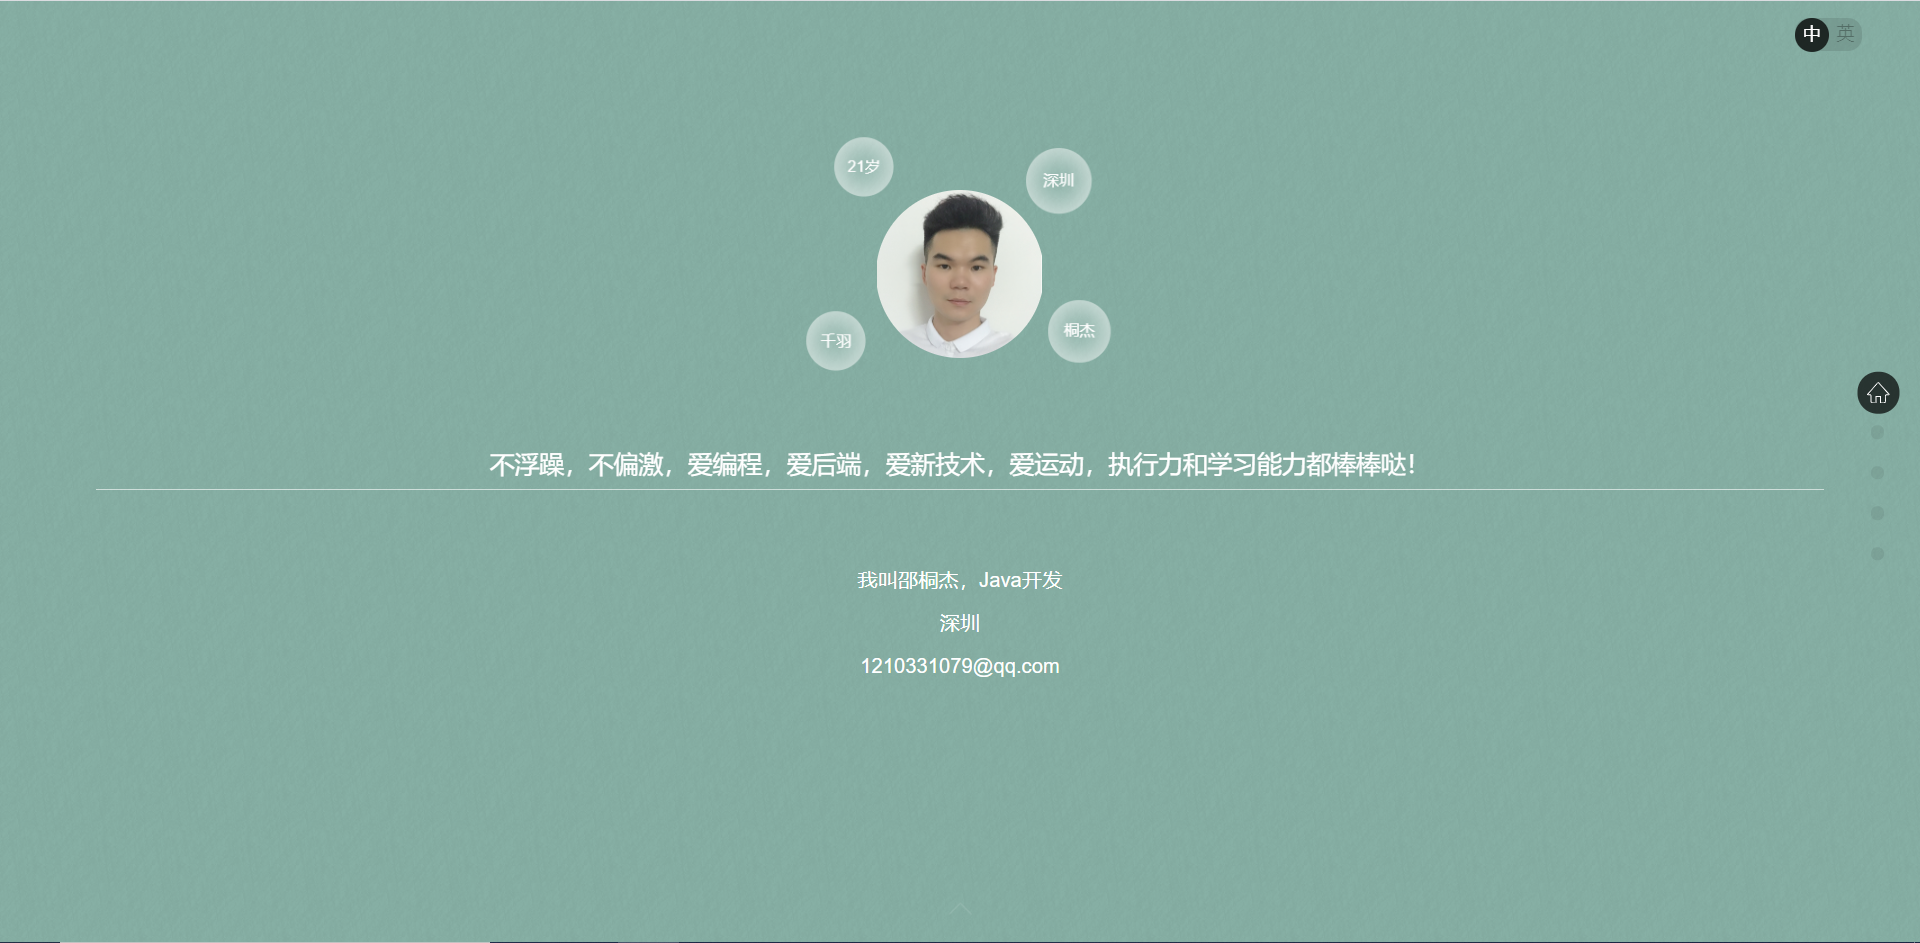 中 英
21岁
深圳
千羽
桐杰
不浮躁，不偏激，爱编程，爱后端，爱新技术，爱运动，执行力和学习能力都棒棒哒！
我叫邵桐杰，Java开发
深圳
1210331079@qq.com